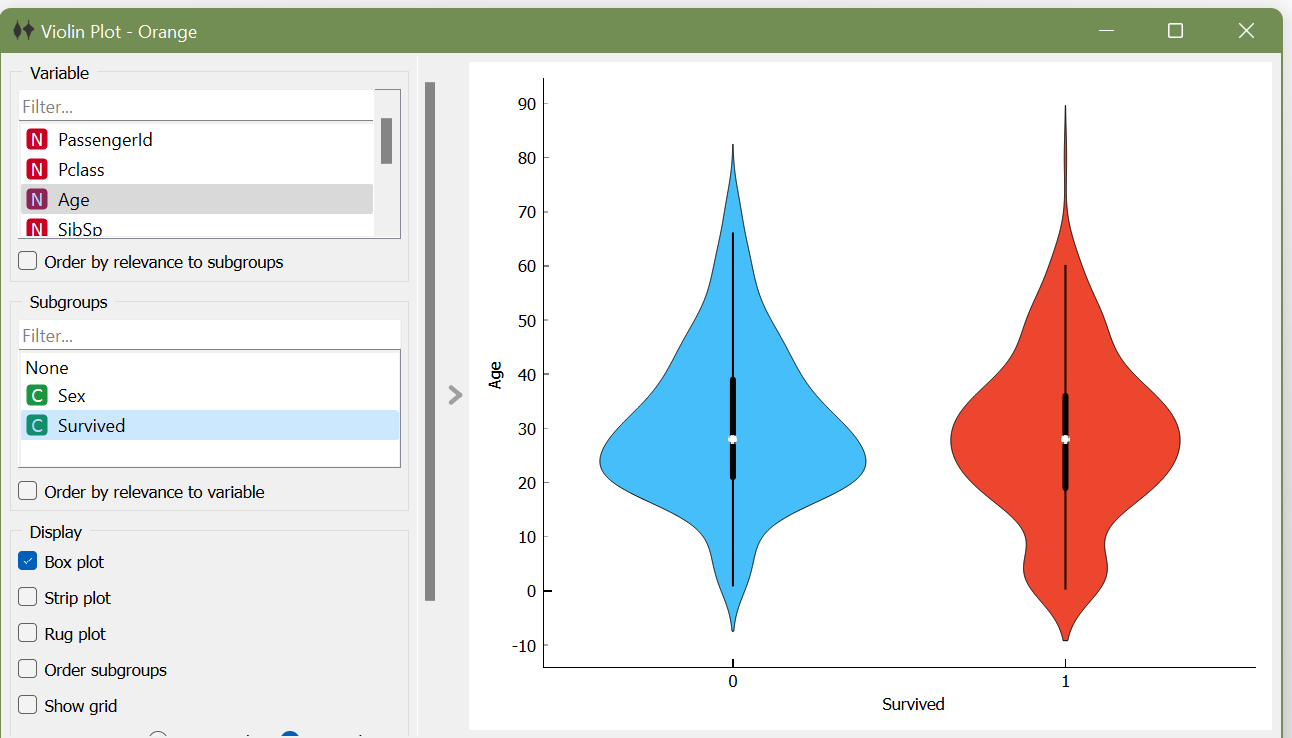 Violin Plot - Orange
Variable
Filter...
N PassengerId
N Pclass
N Age
N SibSp
Order by relevance to subgroups
Subgroups
Filter...
None
C Sex
C Survived
Order by relevance to variable
Display
Box plot
Strip plot
Rug plot
Order subgroups
Show grid
Age
90
80
70
60
50
40
30
20
10
0
-10
0 1
Survived